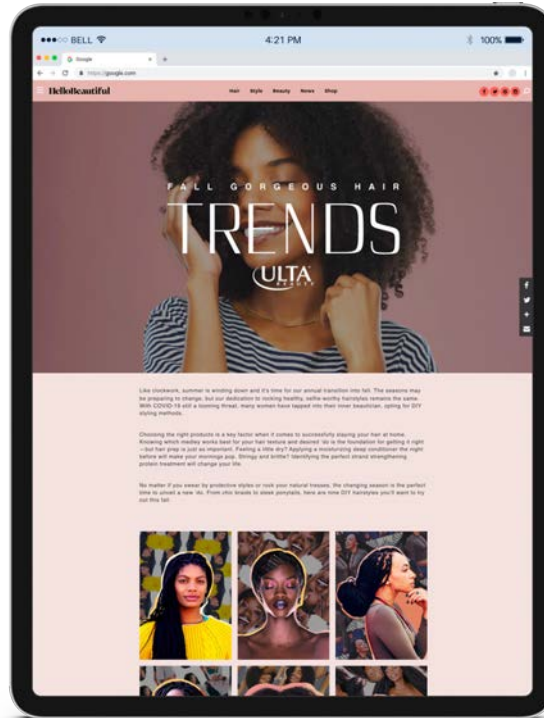 BELL 4:21 PM 100%
Google
https://google.com
HelloBeautiful Hair Style Beauty News Shop
FALL GORGEOUS HAIR
TRENDS
ULTA
BEAUTY
Like clockwork, summer is winding down and it's time for our annual transition into fall. The seasons may
be preparing to change, but our dedication to rocking healthy, selfie-worthy hairstyles remains the same.
With COVID-19 still a looming threat, many women have tapped into their inner beautician, opting for DIY
styling methods.
Choosing the right products is a key factor when it comes to successfully slaying your hair at home.
Knowing which medley works best for your hair texture and desired 'do is the foundation for getting it right
–but hair prep is just as important. Feeling a little dry? Applying a moisturizing deep conditioner the night
before will make your mornings pop. Stringy and brittle? Identifying the perfect strand strengthening
protein treatment will change your life.
No matter if you swear by protective styles or rock your natural tresses, the changing season is the perfect
time to unveil a new 'do. From chic braids to sleek ponytails, here are nine DIY hairstyles you'll want to try
out this fall